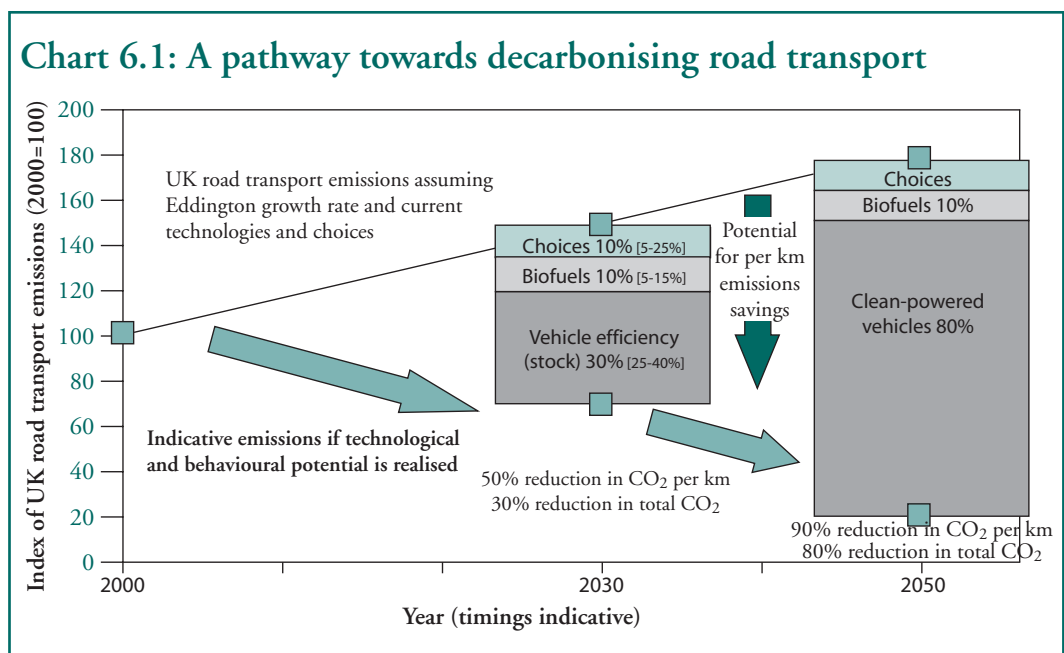 Chart 6.1: A pathway towards decarbonising road transport
Index of UK road transport emissions (2000=100)
200
180
160
140
120
100
80
60
40
20
0
UK road transport emissions assuming
Eddington growth rate and current
technologies and choices
Indicative emissions if technological
and behavioural potential is realised
Choices 10% [5-25%]
Biofuels 10% [5-15%]
Vehicle efficiency
(stock) 30% [25-40%]
50% reduction in CO₂ per km
30% reduction in total CO₂
Potential
for per km
emissions
savings
Choices
Biofuels 10%
Clean-powered
vehicles 80%
90% reduction in CO₂ per km
80% reduction in total CO₂
2000
2030
2050
Year (timings indicative)